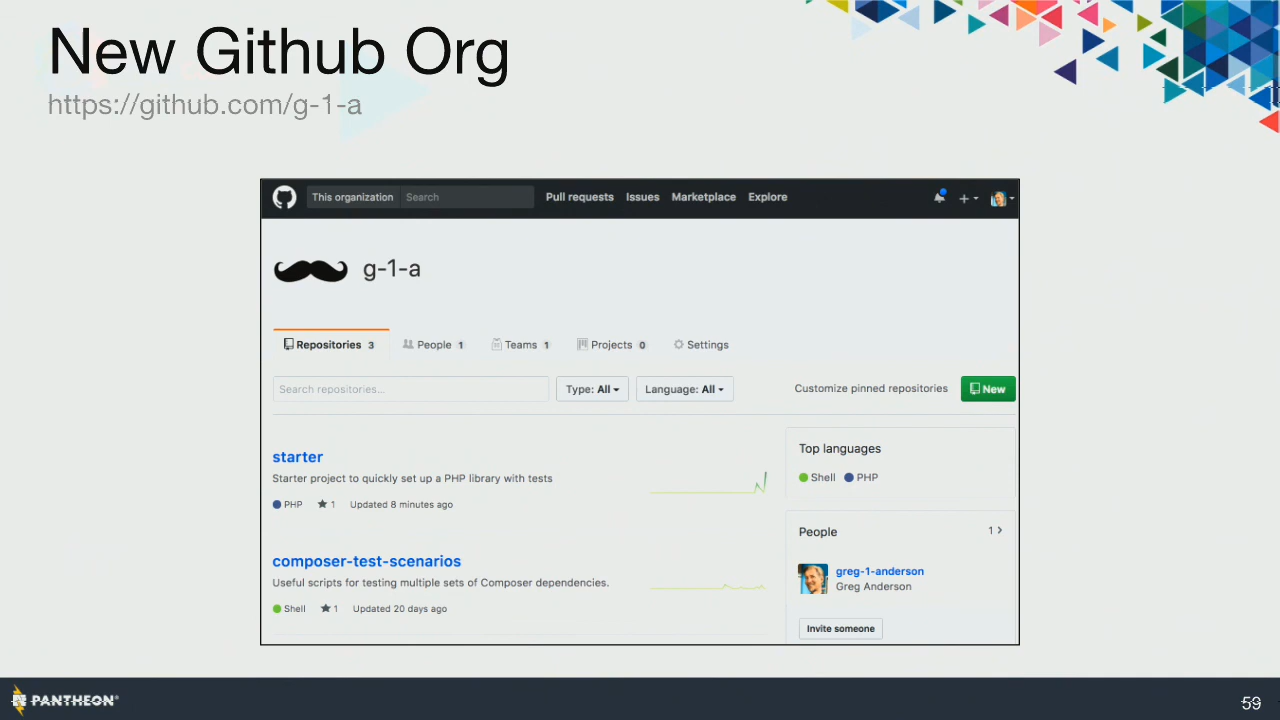 New Github Org
https://github.com/g-1-a
This organization Search Pull requests Issues Marketplace Explore
g-1-a
Repositories 3 People 1 Teams 1 Projects 0 Settings
Search repositories... Type: All Language: All Customize pinned repositories New
starter
Starter project to quickly set up a PHP library with tests
PHP 1 Updated 8 minutes ago
composer-test-scenarios
Useful scripts for testing multiple sets of Composer dependencies.
Shell 1 Updated 20 days ago
Top languages
Shell PHP
People 1
greg-1-anderson
Greg Anderson
Invite someone
PANTHEON
59